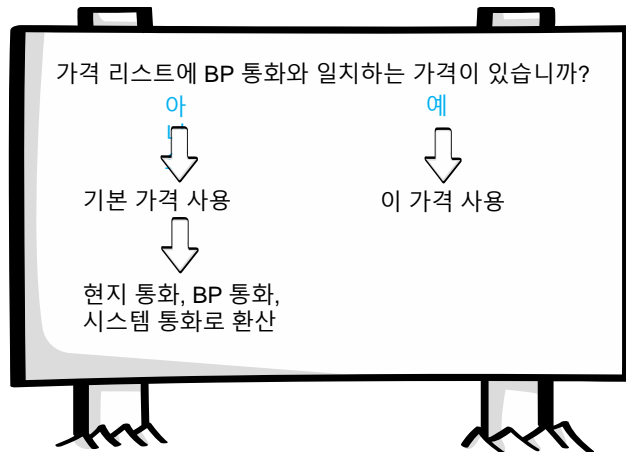 가격 리스트에 BP 통화와 일치하는 가격이 있습니까?
아
예
기본 가격 사용
이 가격 사용
현지 통화, BP 통화,
시스템 통화로 환산